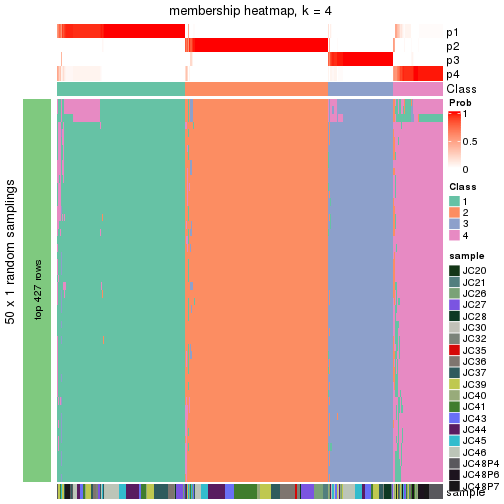 membership heatmap, k = 4
p1
p2
p3
p4
Class
50 x 1 random samplings
top 427 rows
Prob
1
0.5
0
Class
1
2
3
4
sample
JC20
JC21
JC26
JC27
JC28
JC30
JC32
JC35
JC36
JC37
JC39
JC40
JC41
JC43
JC44
JC45
JC46
JC48P4
JC48P6
JC48P7
sample